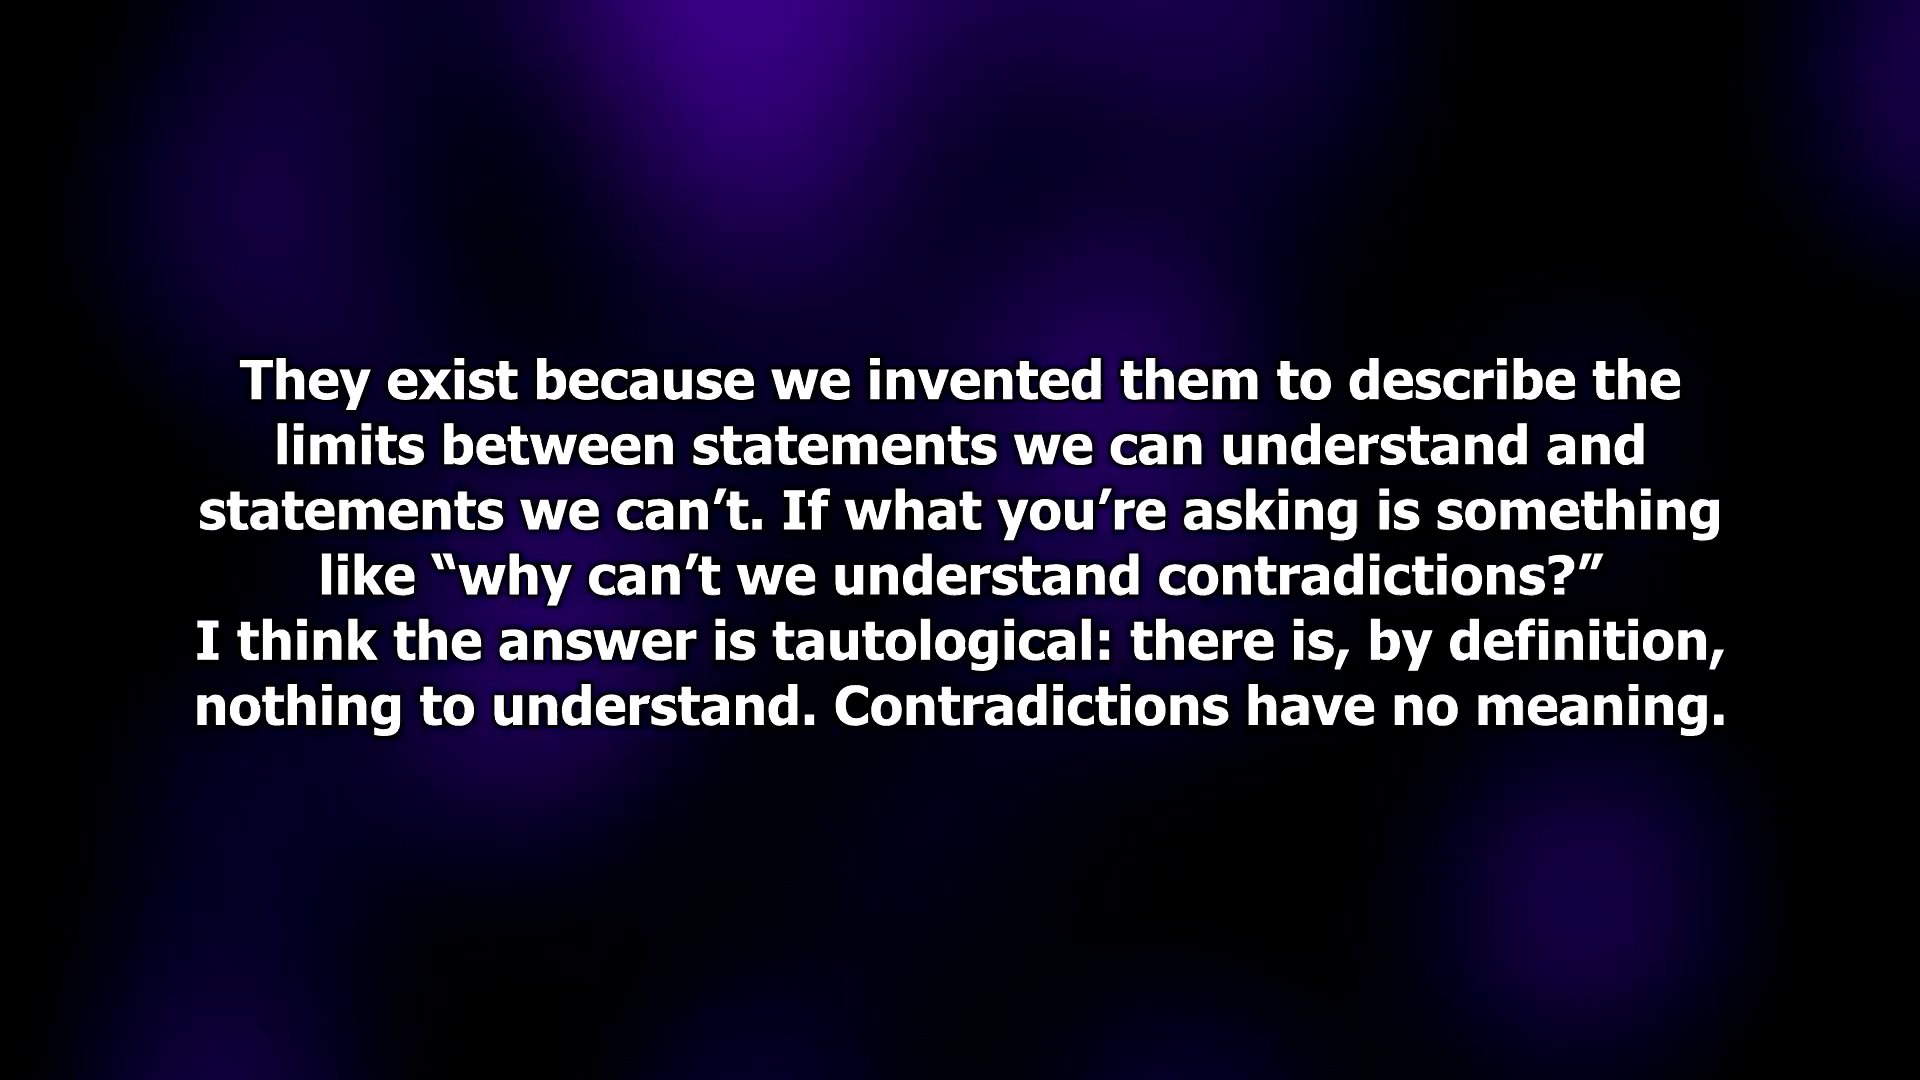 They exist because we invented them to describe the
limits between statements we can understand and
statements we can’t. If what you’re asking is something
like “why can’t we understand contradictions?”
I think the answer is tautological: there is, by definition,
nothing to understand. Contradictions have no meaning.